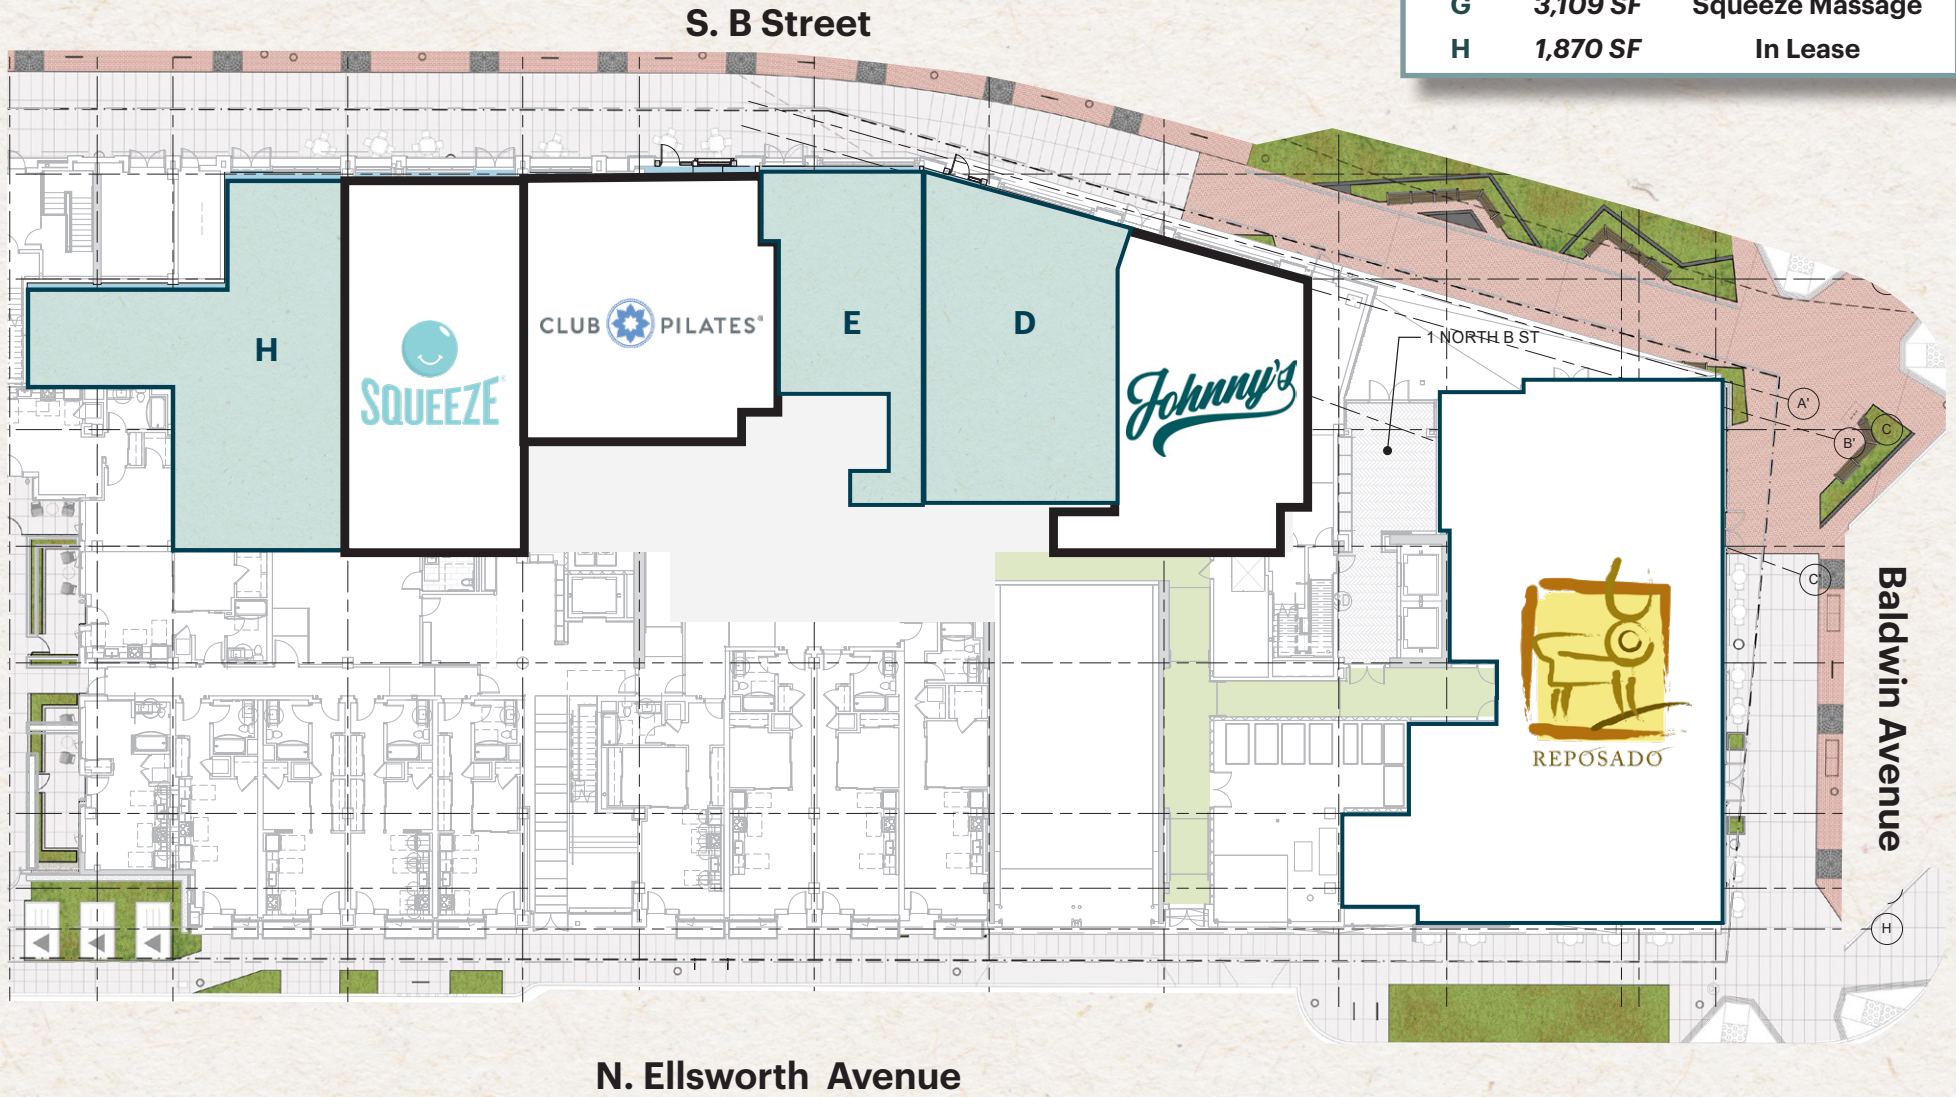 S. B Street
G 3,109 SF Squeeze Massage
H 1,870 SF In Lease
H
SQUEEZE
CLUB PILATES
E
D
Johnny's
1 NORTH B ST
A'
B'
C
C'
REPOSADO
Baldwin Avenue
H
N. Ellsworth Avenue